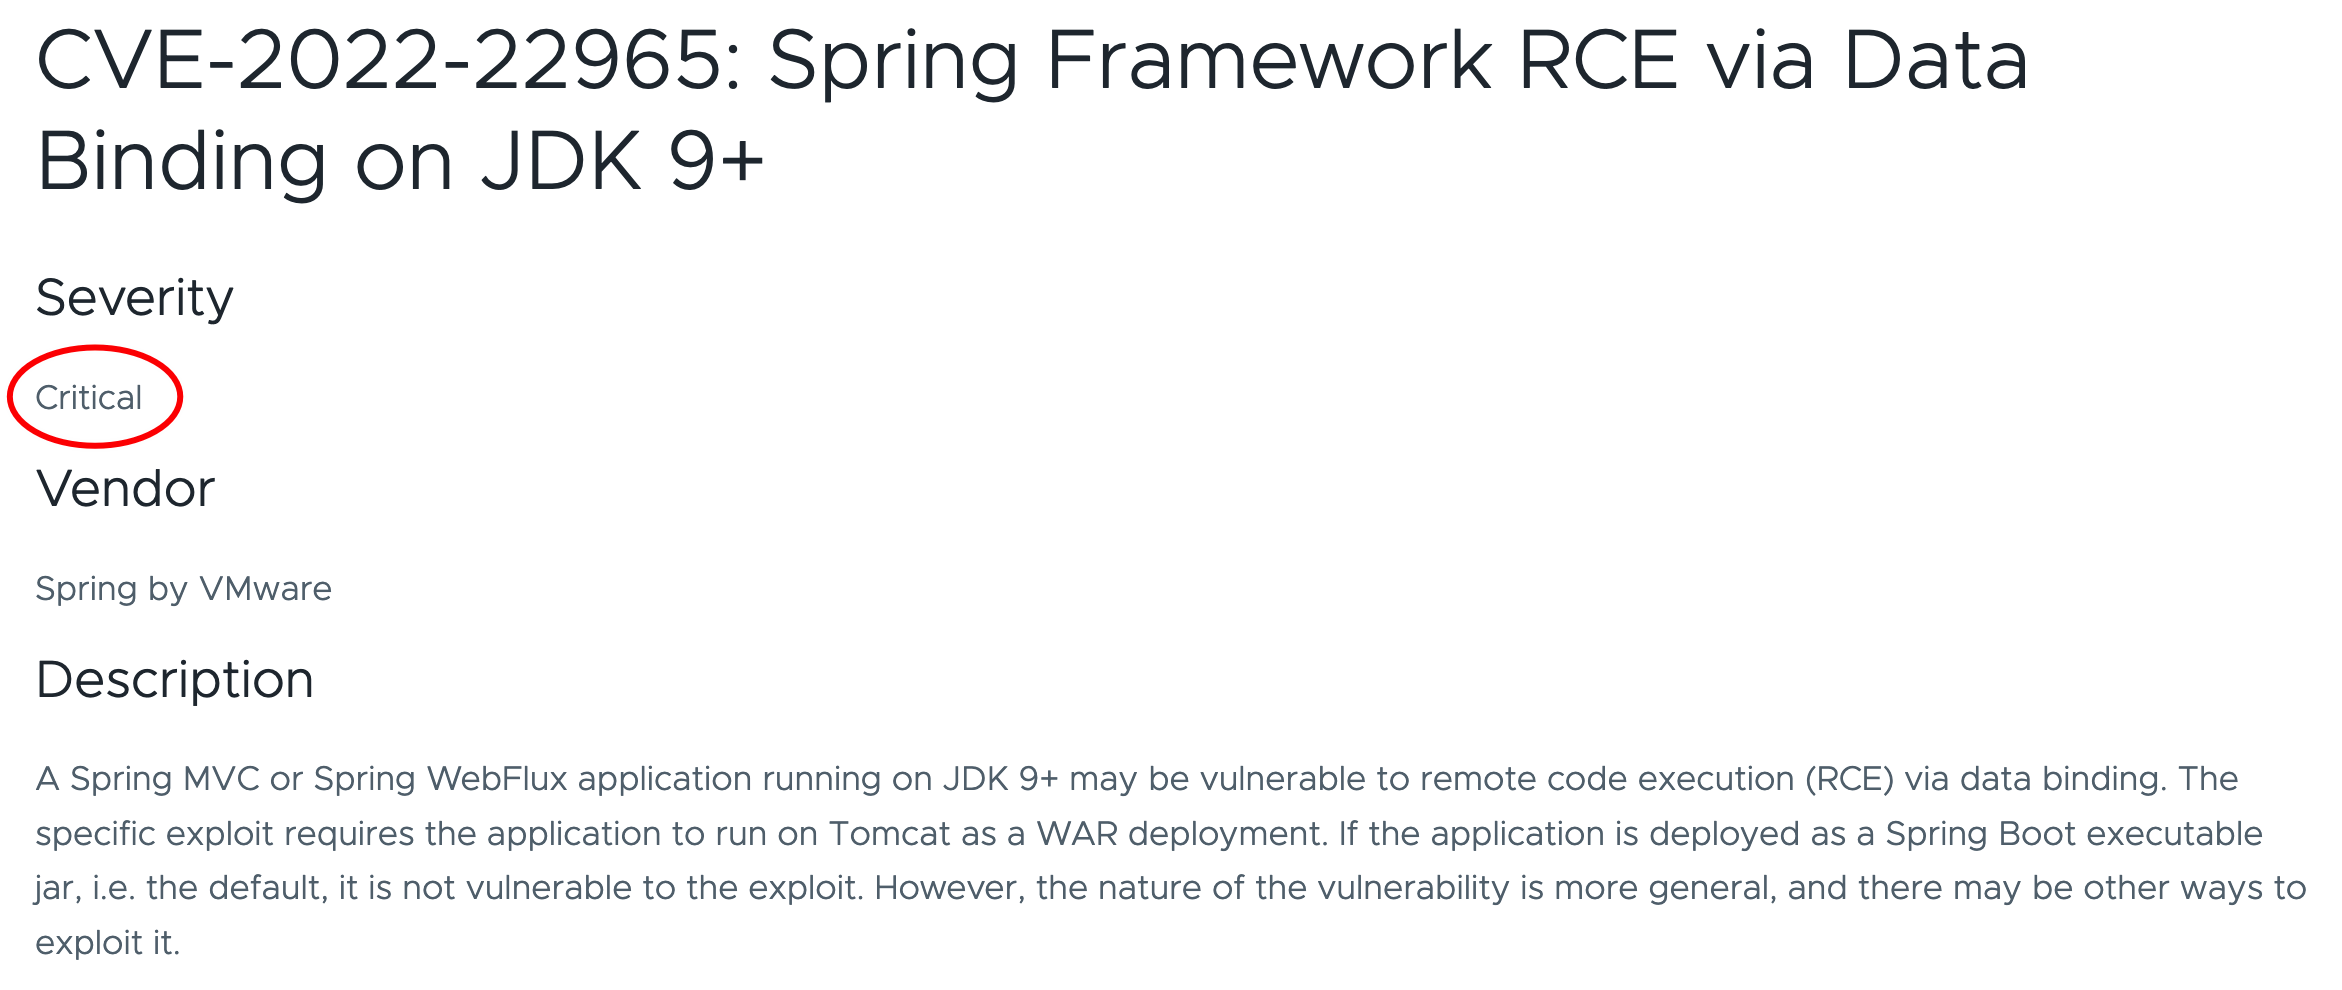 CVE-2022-22965: Spring Framework RCE via Data
Binding on JDK 9+
Severity
Critical
Vendor
Spring by VMware
Description
A Spring MVC or Spring WebFlux application running on JDK 9+ may be vulnerable to remote code execution (RCE) via data binding. The
specific exploit requires the application to run on Tomcat as a WAR deployment. If the application is deployed as a Spring Boot executable
jar, i.e. the default, it is not vulnerable to the exploit. However, the nature of the vulnerability is more general, and there may be other ways to
exploit it.